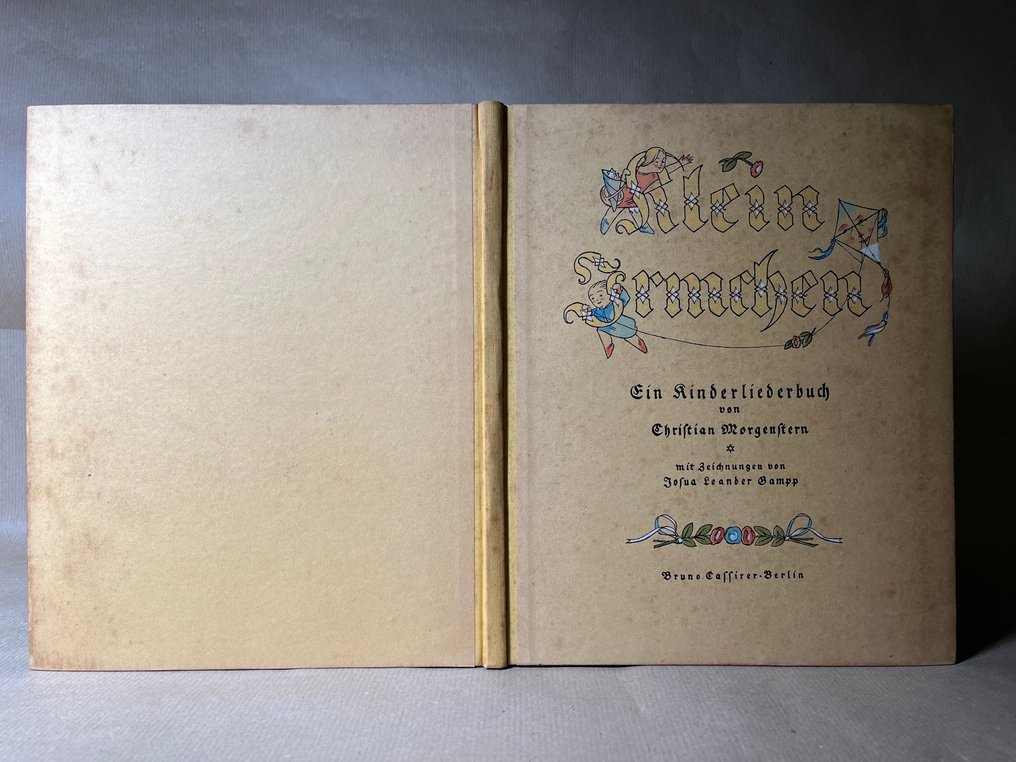 Klein
Irmchen
Ein Kinderliederbuch
von
Chriſtian Morgenſtern
mit Zeichnungen von
Joſua Leander Gampp
Bruno Caſſirer-Berlin